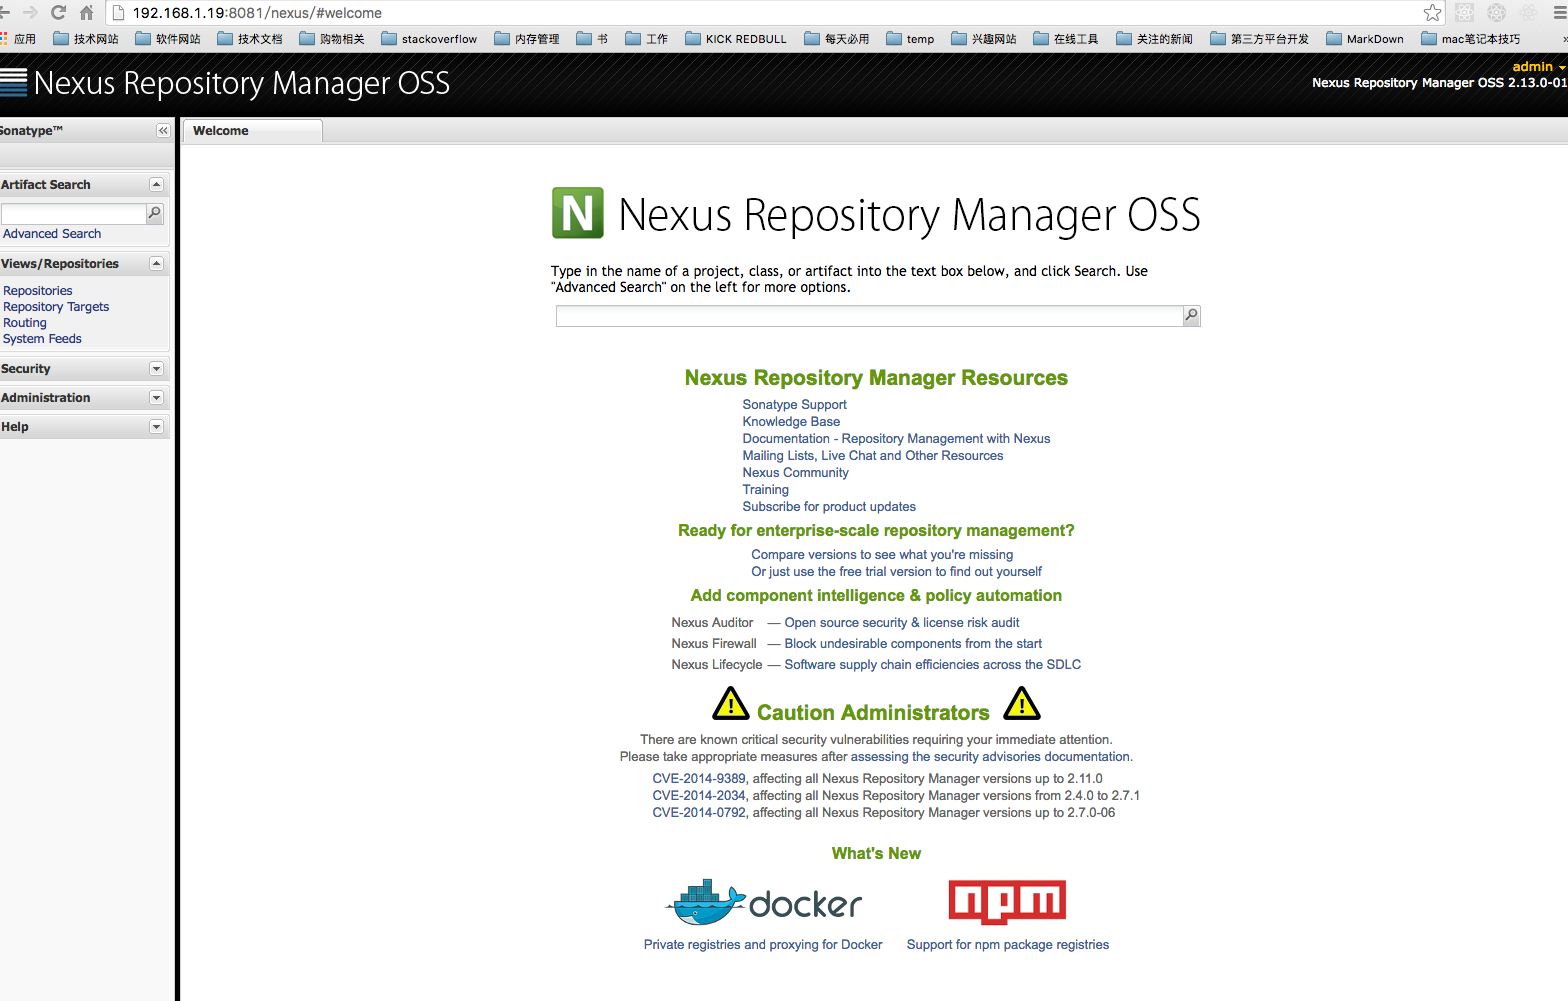 192.168.1.19:8081/nexus/#welcome
应用 技术网站 软件网站 技术文档 购物相关 stackoverflow 内存管理 书 工作 KICK REDBULL 每天必用 temp 兴趣网站 在线工具 关注的新闻 第三方平台开发 MarkDown mac笔记本技巧 »
Nexus Repository Manager OSS
admin
Nexus Repository Manager OSS 2.13.0-01
Sonatype™
Welcome
Artifact Search
Advanced Search
Views/Repositories
Repositories
Repository Targets
Routing
System Feeds
Security
Administration
Help
N Nexus Repository Manager OSS
Type in the name of a project, class, or artifact into the text box below, and click Search. Use
"Advanced Search" on the left for more options.
Nexus Repository Manager Resources
Sonatype Support
Knowledge Base
Documentation - Repository Management with Nexus
Mailing Lists, Live Chat and Other Resources
Nexus Community
Training
Subscribe for product updates
Ready for enterprise-scale repository management?
Compare versions to see what you're missing
Or just use the free trial version to find out yourself
Add component intelligence & policy automation
Nexus Auditor — Open source security & license risk audit
Nexus Firewall — Block undesirable components from the start
Nexus Lifecycle — Software supply chain efficiencies across the SDLC
Caution Administrators
There are known critical security vulnerabilities requiring your immediate attention.
Please take appropriate measures after assessing the security advisories documentation.
CVE-2014-9389, affecting all Nexus Repository Manager versions up to 2.11.0
CVE-2014-2034, affecting all Nexus Repository Manager versions from 2.4.0 to 2.7.1
CVE-2014-0792, affecting all Nexus Repository Manager versions up to 2.7.0-06
What's New
docker npm
Private registries and proxying for Docker Support for npm package registries